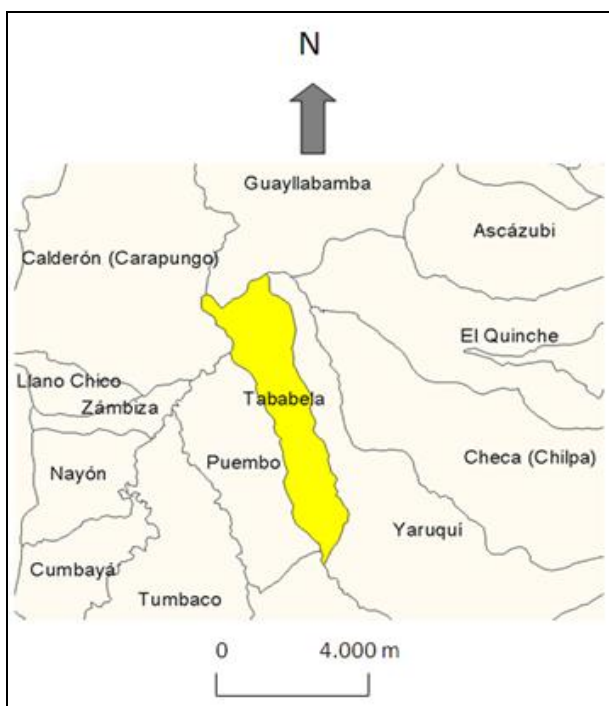 N
Guayllabamba
Ascázubi
Calderón (Carapungo)
El Quinche
Llano Chico
Tababela
Zámbiza
Checa (Chilpa)
Puembo
Nayón
Yaruquí
Cumbayá
Tumbaco
0 4.000 m